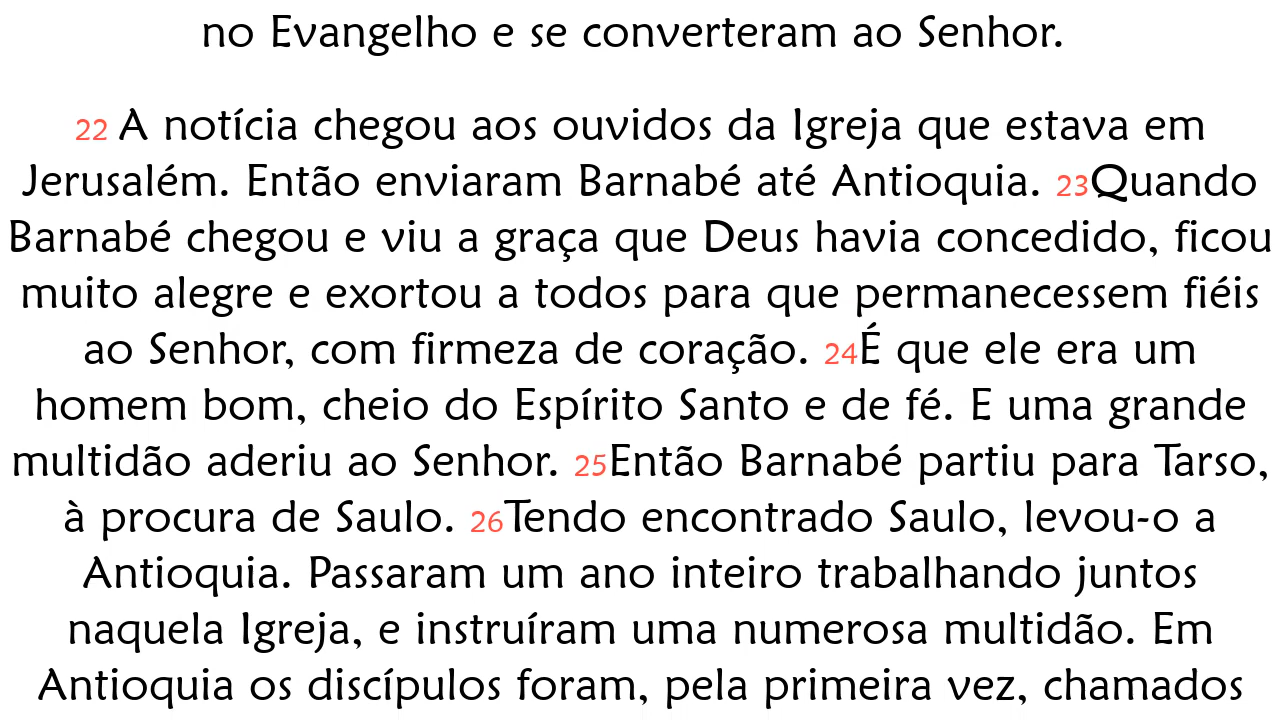 no Evangelho e se converteram ao Senhor.
22 A notícia chegou aos ouvidos da Igreja que estava em
Jerusalém. Então enviaram Barnabé até Antioquia. 23Quando
Barnabé chegou e viu a graça que Deus havia concedido, ficou
muito alegre e exortou a todos para que permanecessem fiéis
ao Senhor, com firmeza de coração. 24É que ele era um
homem bom, cheio do Espírito Santo e de fé. E uma grande
multidão aderiu ao Senhor. 25Então Barnabé partiu para Tarso,
à procura de Saulo. 26Tendo encontrado Saulo, levou-o a
Antioquia. Passaram um ano inteiro trabalhando juntos
naquela Igreja, e instruíram uma numerosa multidão. Em
Antioquia os discípulos foram, pela primeira vez, chamados